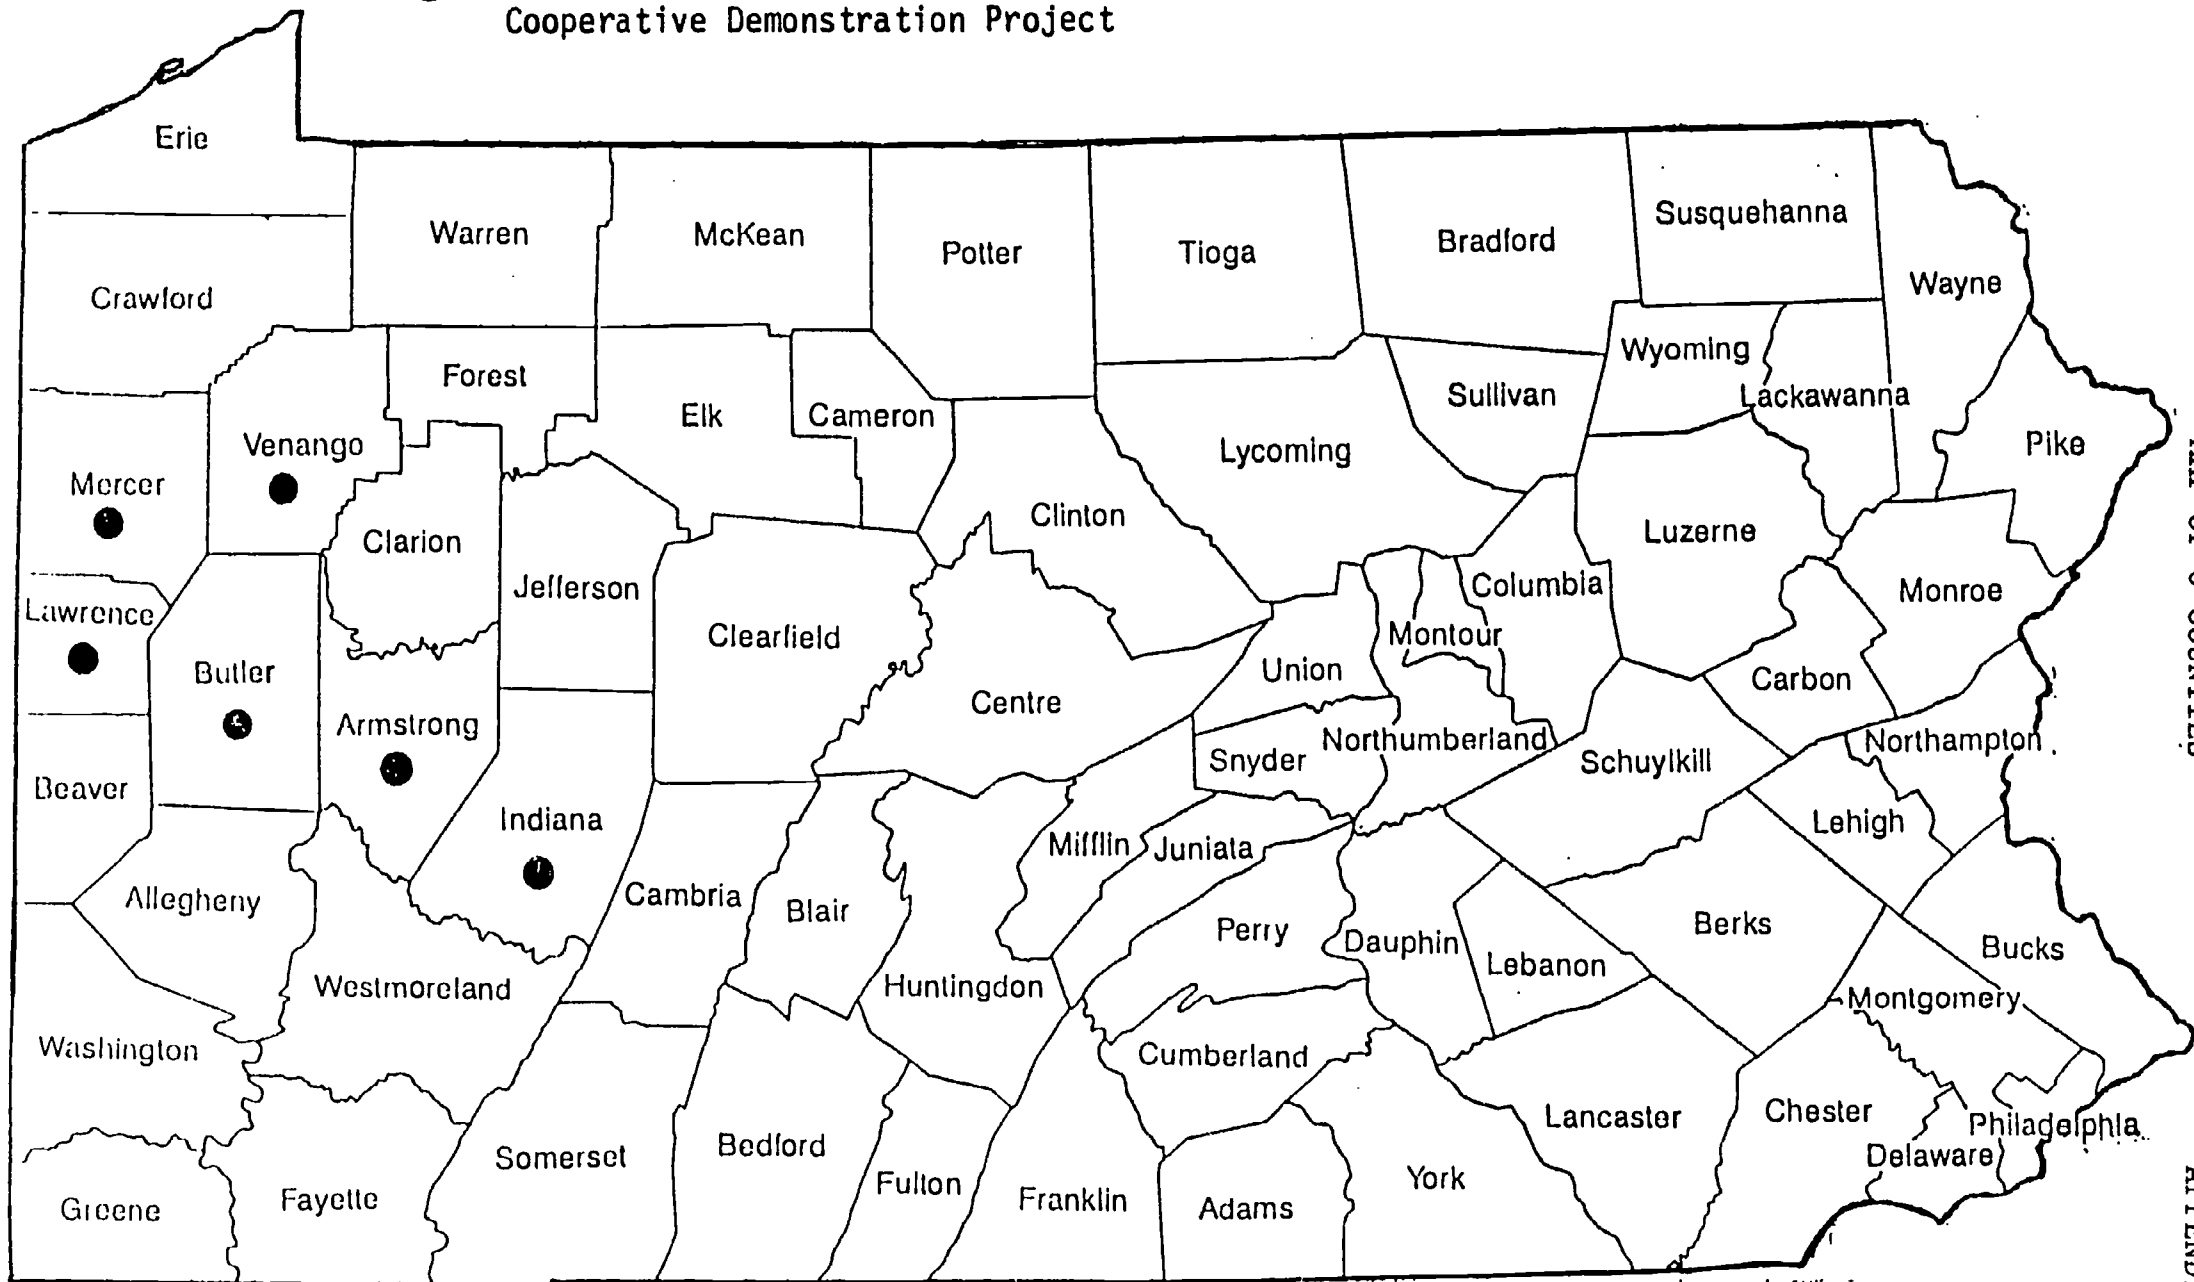 Cooperative Demonstration Project
Erie
Warren
McKean
Potter
Tioga
Bradford
Susquehanna
Wayne
Crawford
Forest
Elk
Cameron
Sullivan
Wyoming
Lackawanna
Pike
Venango
Mercer
Clarion
Clinton
Lycoming
Luzerne
Monroe
Columbia
Jefferson
Lawrence
Clearfield
Montour
Union
Carbon
Butler
Centre
Armstrong
Northumberland
Snyder
Schuylkill
Northampton
Beaver
Indiana
Mifflin
Juniata
Lehigh
Allegheny
Cambria
Blair
Perry
Dauphin
Lebanon
Berks
Bucks
Westmoreland
Huntingdon
Montgomery
Washington
Cumberland
Lancaster
Chester
Philadelphia
Somerset
Bedford
Delaware
Greene
Fayette
Fulton
Franklin
Adams
York